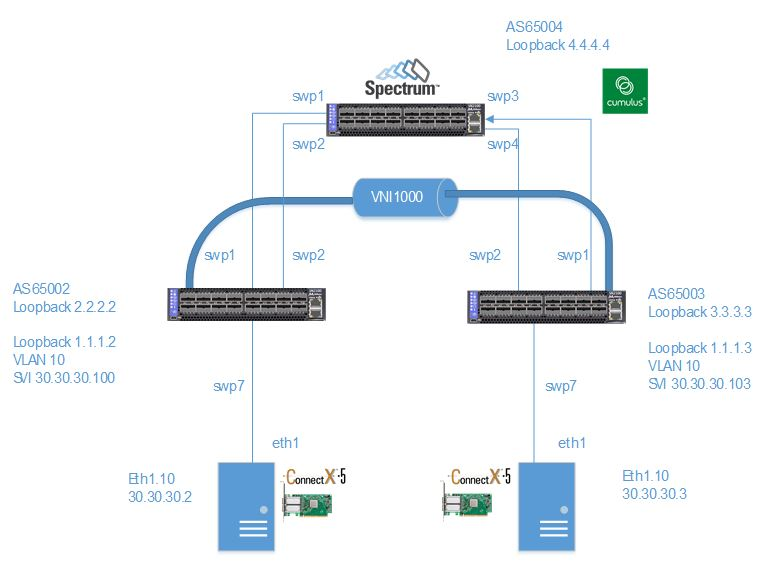 AS65004
Loopback 4.4.4.4
Spectrum™
cumulus®
swp1
swp3
swp2
swp4
VNI1000
swp1
swp2
swp2
swp1
AS65002
Loopback 2.2.2.2
Loopback 1.1.1.2
VLAN 10
SVI 30.30.30.100
AS65003
Loopback 3.3.3.3
Loopback 1.1.1.3
VLAN 10
SVI 30.30.30.103
swp7
swp7
eth1
eth1
Eth1.10
30.30.30.2
ConnectX·5
ConnectX·5
Eth1.10
30.30.30.3